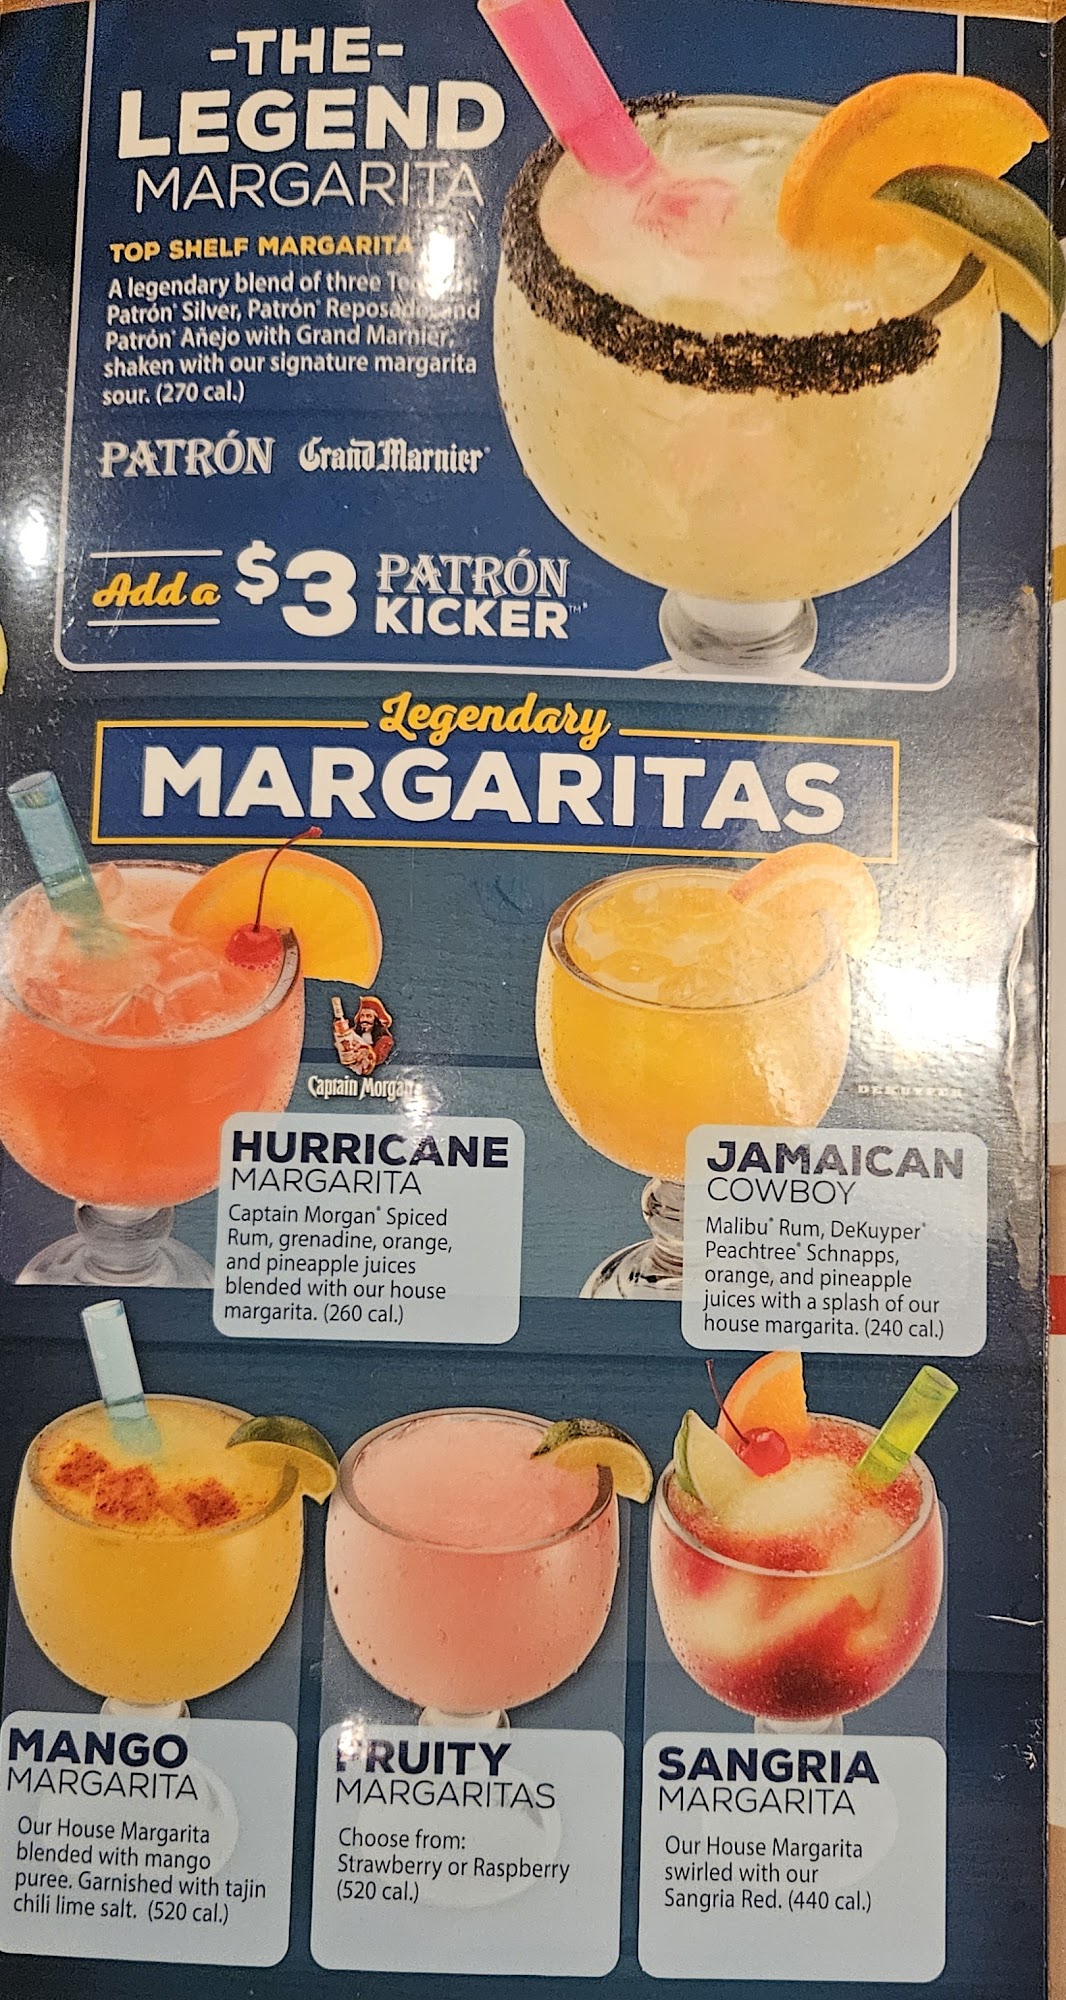 -THE-
LEGEND
MARGARITA
TOP SHELF MARGARITA
A legendary blend of three
Patrón® Silver, Patrón® Reposado and
Patrón® Añejo with Grand Marnier,
shaken with our signature margarita
sour. (270 cal.)
PATRÓN Grand Marnier®
Add a $3 PATRÓN
KICKER™*
Legendary
MARGARITAS
Captain Morgan
DEKUYPER
HURRICANE
MARGARITA
Captain Morgan® Spiced
Rum, grenadine, orange,
and pineapple juices
blended with our house
margarita. (260 cal.)
JAMAICAN
COWBOY
Malibu® Rum, DeKuyper®
Peachtree® Schnapps,
orange, and pineapple
juices with a splash of our
house margarita. (240 cal.)
MANGO
MARGARITA
Our House Margarita
blended with mango
puree. Garnished with tajin
chili lime salt. (520 cal.)
FRUITY
MARGARITAS
Choose from:
Strawberry or Raspberry
(520 cal.)
SANGRIA
MARGARITA
Our House Margarita
swirled with our
Sangria Red. (440 cal.)